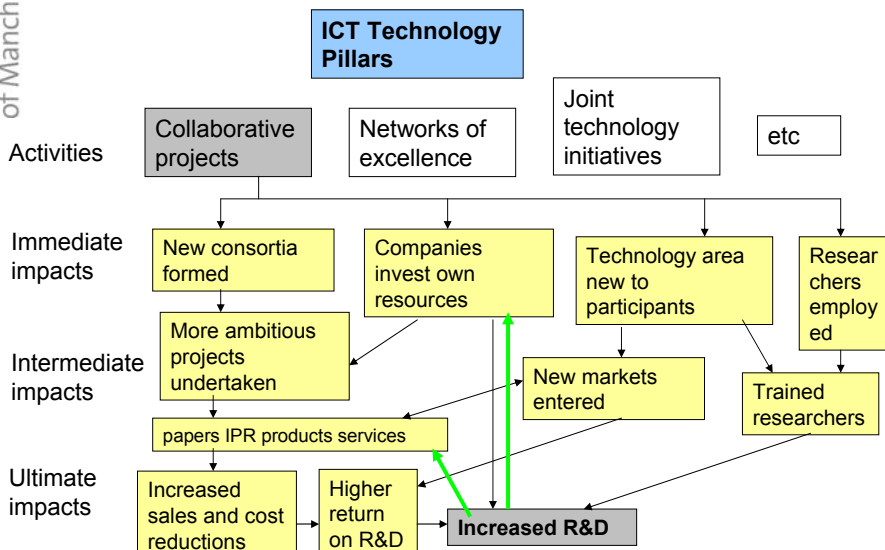 of Manch
ICT Technology
Pillars
Activities
Collaborative
projects
Networks of
excellence
Joint
technology
initiatives
etc
Immediate
impacts
New consortia
formed
Companies
invest own
resources
Technology area
new to
participants
Resear
chers
employ
ed
Intermediate
impacts
More ambitious
projects
undertaken
New markets
entered
Trained
researchers
papers IPR products services
Ultimate
impacts
Increased
sales and cost
reductions
Higher
return
on R&D
Increased R&D